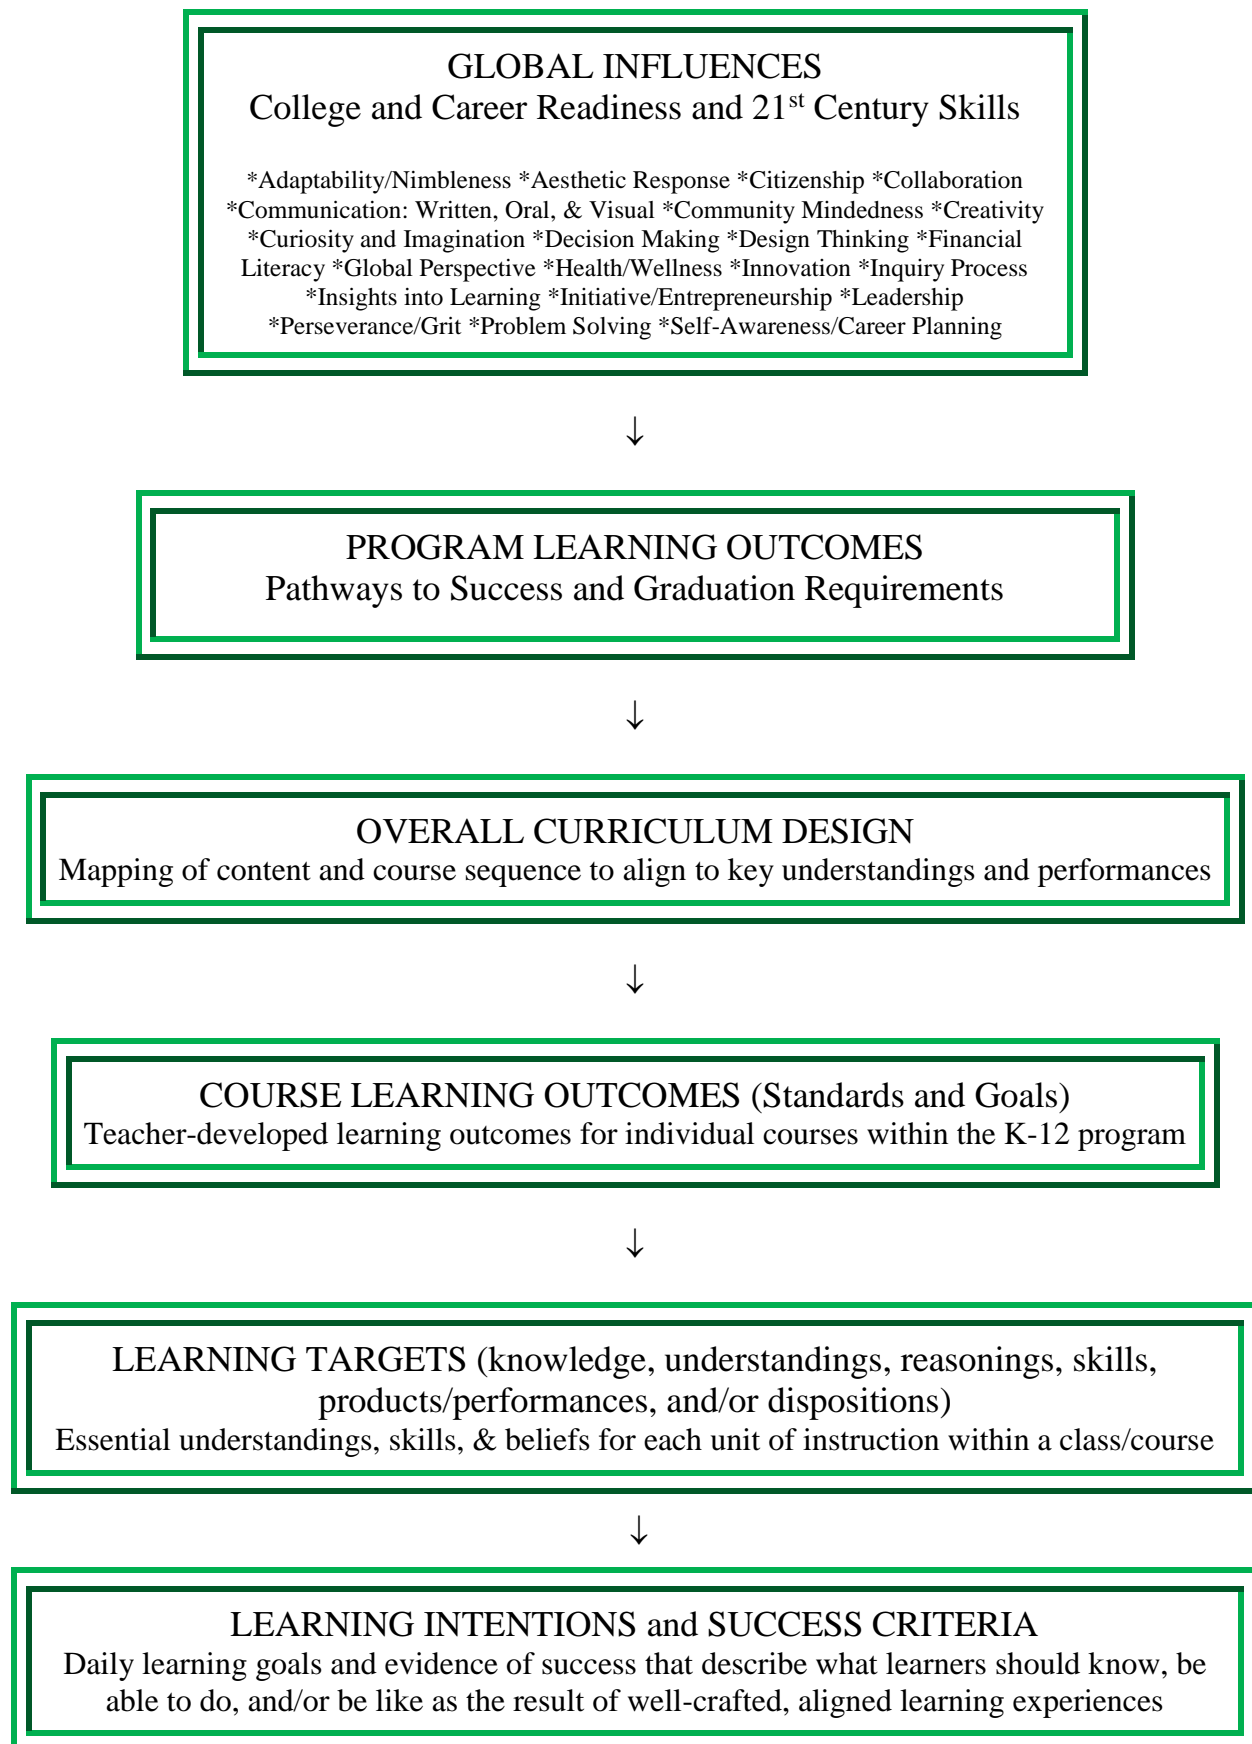 GLOBAL INFLUENCES
College and Career Readiness and 21st Century Skills
*Adaptability/Nimbleness *Aesthetic Response *Citizenship *Collaboration
*Communication: Written, Oral, & Visual *Community Mindedness *Creativity
*Curiosity and Imagination *Decision Making *Design Thinking *Financial
Literacy *Global Perspective *Health/Wellness *Innovation *Inquiry Process
*Insights into Learning *Initiative/Entrepreneurship *Leadership
*Perseverance/Grit *Problem Solving *Self-Awareness/Career Planning
↓
PROGRAM LEARNING OUTCOMES
Pathways to Success and Graduation Requirements
↓
OVERALL CURRICULUM DESIGN
Mapping of content and course sequence to align to key understandings and performances
↓
COURSE LEARNING OUTCOMES (Standards and Goals)
Teacher-developed learning outcomes for individual courses within the K-12 program
↓
LEARNING TARGETS (knowledge, understandings, reasonings, skills,
products/performances, and/or dispositions)
Essential understandings, skills, & beliefs for each unit of instruction within a class/course
↓
LEARNING INTENTIONS and SUCCESS CRITERIA
Daily learning goals and evidence of success that describe what learners should know, be
able to do, and/or be like as the result of well-crafted, aligned learning experiences